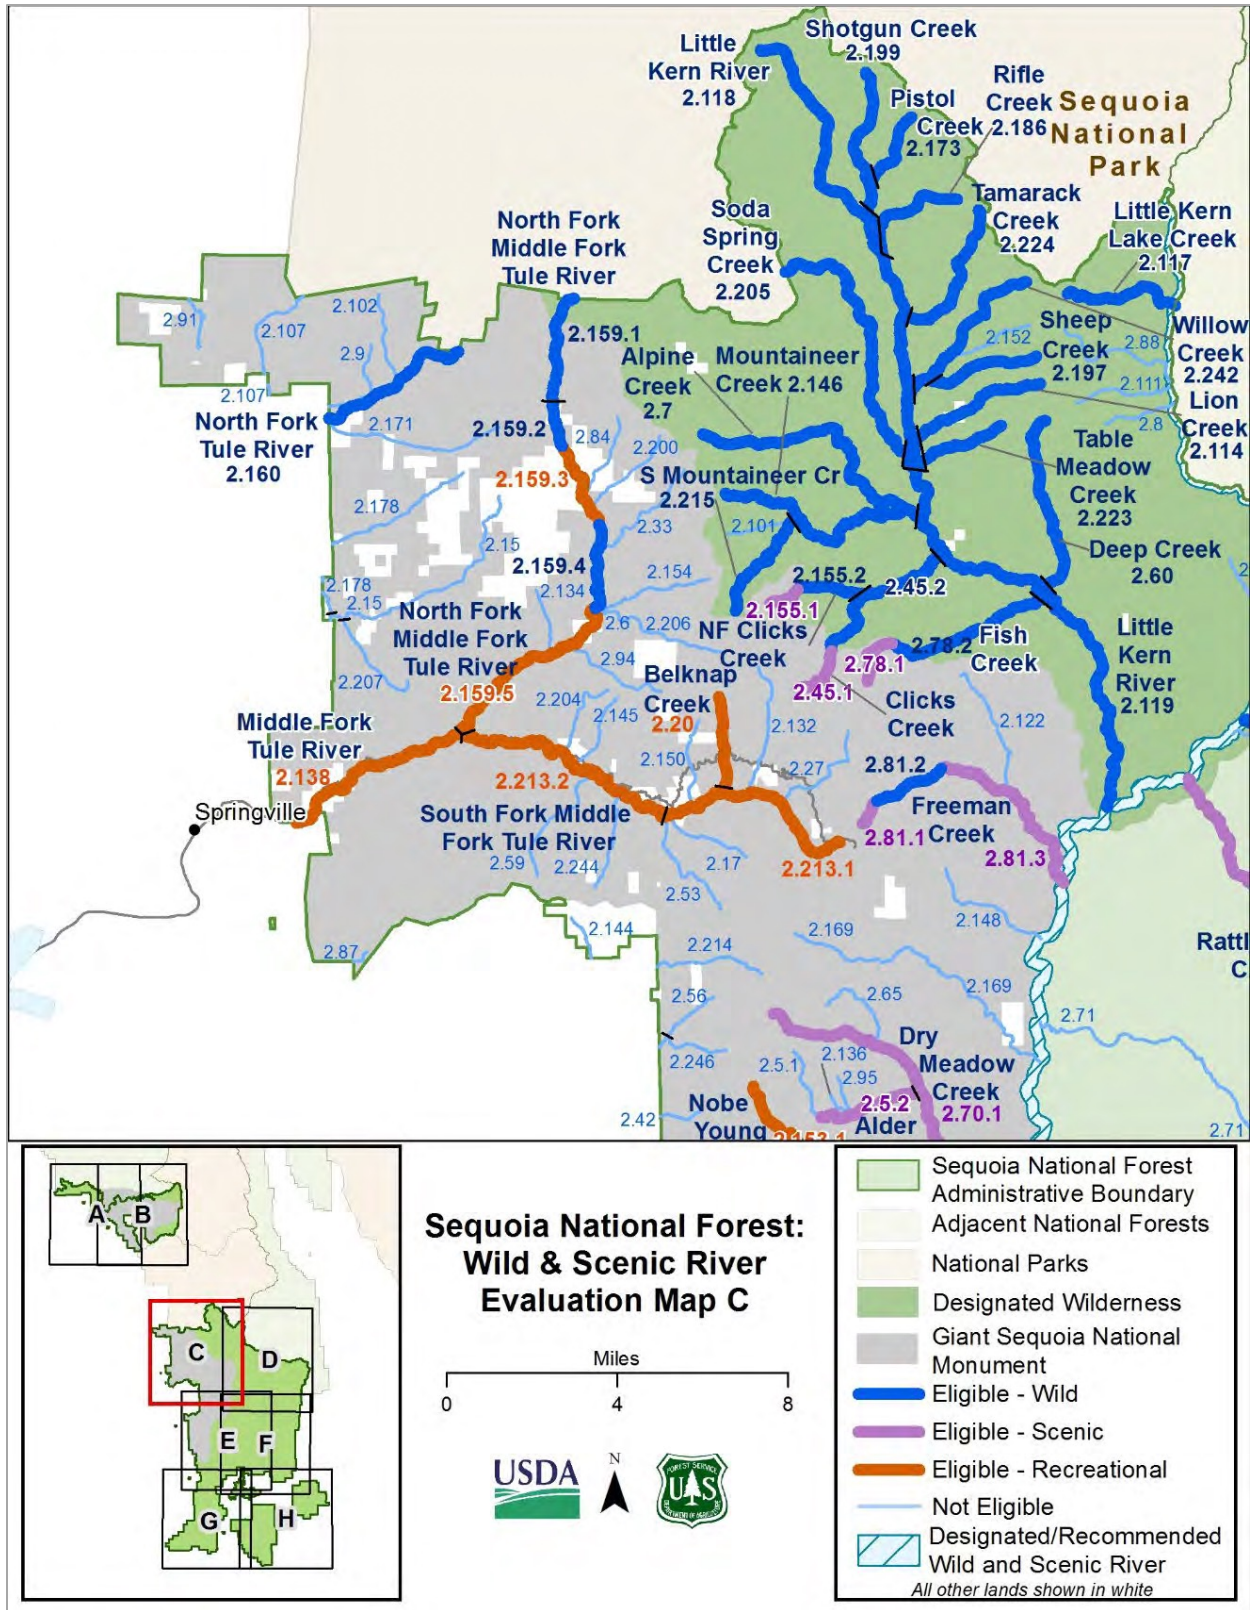 Little
Kern River
2.118
Shotgun Creek
2.199
Pistol
Creek
2.173
Rifle
Creek
2.186
Sequoia
National
Park
Tamarack
Creek
2.224
Little Kern
Lake Creek
2.117
North Fork
Middle Fork
Tule River
Soda
Spring
Creek
2.205
2.91
2.107
2.102
2.9
2.107
2.159.1
Alpine
Creek
2.7
Mountaineer
Creek 2.146
2.152
Sheep
Creek
2.197
2.88
Willow
Creek
2.242
2.111
Lion
Creek
2.114
2.8
North Fork
Tule River
2.160
2.171
2.159.2
2.84
2.200
2.159.3
S Mountaineer Cr
2.215
Table
Meadow
Creek
2.223
2.178
2.15
2.33
2.101
Deep Creek
2.60
2.159.4
2.134
2.154
2.155.2
2.45.2
2.178
2.15
2.155.1
North Fork
Middle Fork
Tule River
2.159.5
2.6
2.206
NF Clicks
Creek
2.78.2
Fish
Creek
2.78.1
Little
Kern
River
2.119
2.94
Belknap
Creek
2.20
2.45.1
Clicks
Creek
2.207
2.204
2.145
2.132
2.122
Middle Fork
Tule River
2.138
2.213.2
2.150
2.27
2.81.2
Springville
South Fork Middle
Fork Tule River
Freeman
Creek
2.81.1
2.81.3
2.59
2.244
2.17
2.213.1
2.53
2.148
2.144
2.169
2.87
2.214
Rattl
C
2.56
2.65
2.169
2.71
2.246
2.5.1
2.136
2.95
Dry
Meadow
Creek
2.70.1
2.42
Nobe
Young
2.153.1
2.5.2
Alder
2.71
A
B
C
D
E
F
G
H
Sequoia National Forest:
Wild & Scenic River
Evaluation Map C
Miles
0 4 8
USDA
N
FOREST SERVICE
U S
DEPARTMENT OF AGRICULTURE
Sequoia National Forest
Administrative Boundary
Adjacent National Forests
National Parks
Designated Wilderness
Giant Sequoia National
Monument
Eligible - Wild
Eligible - Scenic
Eligible - Recreational
Not Eligible
Designated/Recommended
Wild and Scenic River
All other lands shown in white